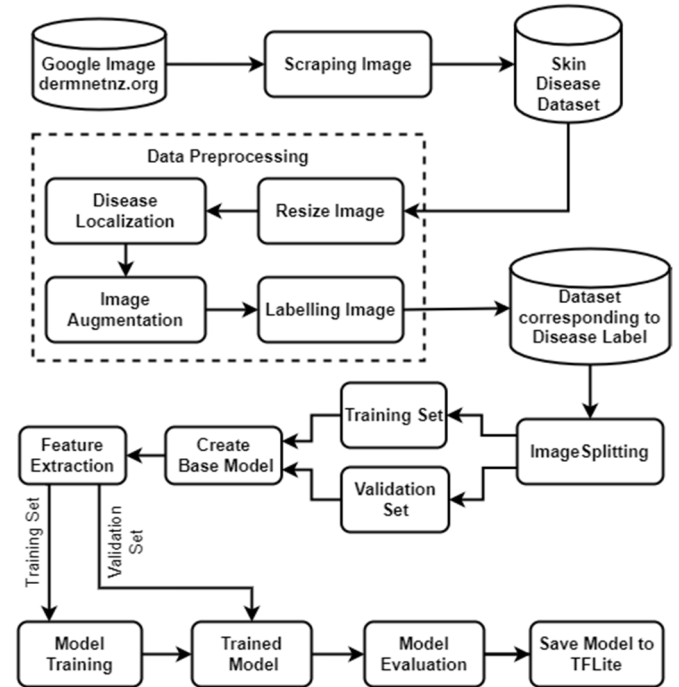 Google Image
dermnetnz.org
Scraping Image
Skin
Disease
Dataset
Data Preprocessing
Disease
Localization
Resize Image
Image
Augmentation
Labelling Image
Dataset
corresponding to
Disease Label
Training Set
Validation
Set
Image Splitting
Feature
Extraction
Create
Base Model
Training Set
Validation
Set
Model
Training
Trained
Model
Model
Evaluation
Save Model to
TFLite